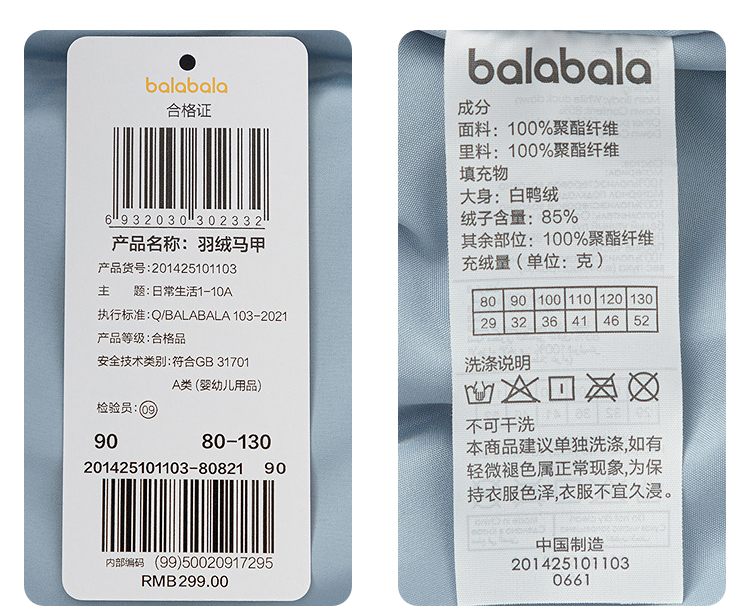 balabala
合格证
6 932030 302332
产品名称：羽绒马甲
产品货号:201425101103
主 题:日常生活1-10A
执行标准:Q/BALABALA 103-2021
产品等级:合格品
安全技术类别:符合GB 31701
A类 (婴幼儿用品)
检验员: 09
90 80-130
201425101103-80821 90
内部编码 (99)50020917295
RMB299.00
balabala
成分
面料：100%聚酯纤维
里料：100%聚酯纤维
填充物
大身：白鸭绒
绒子含量：85%
其余部位：100%聚酯纤维
充绒量（单位：克）
80 90 100 110 120 130
29 32 36 41 46 52
洗涤说明
不可干洗
本商品建议单独洗涤,如有
轻微褪色属正常现象,为保
持衣服色泽,衣服不宜久浸。
中国制造
201425101103
0661